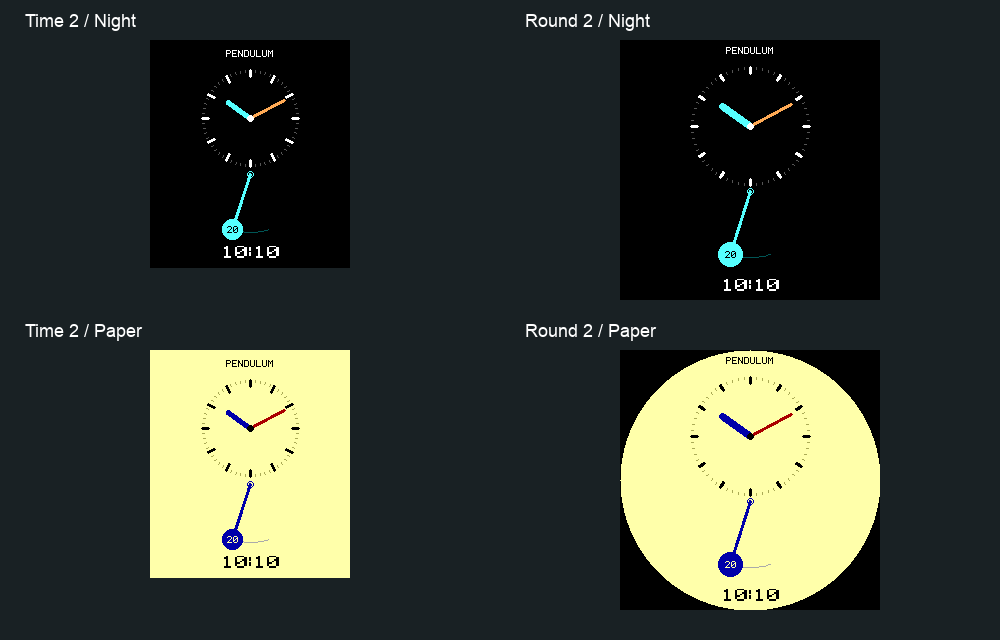 Time 2 / Night
PENDULUM
20
10:10
Round 2 / Night
PENDULUM
20
10:10
Time 2 / Paper
PENDULUM
20
10:10
Round 2 / Paper
PENDULUM
20
10:10